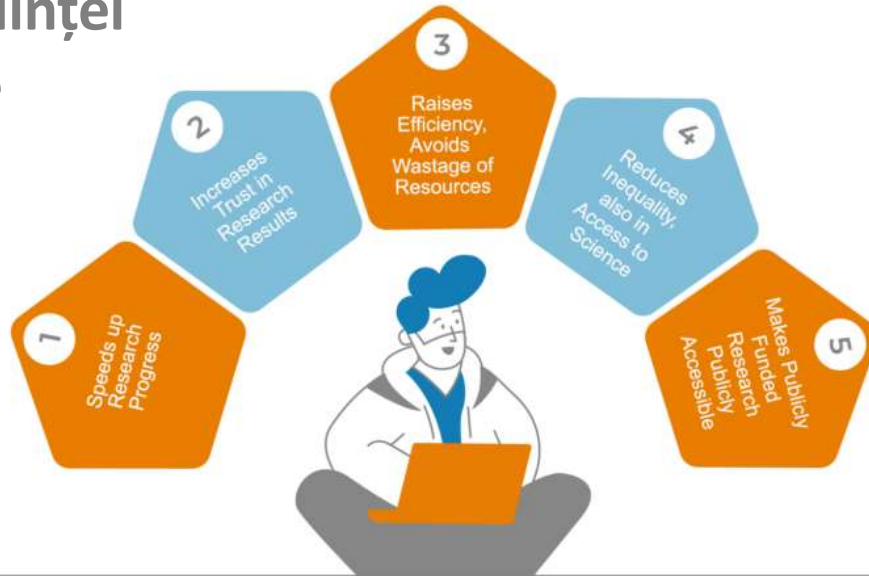 1
Speeds up
Research
Progress
2
Increases
Trust in
Research
Results
3
Raises
Efficiency,
Avoids
Wastage of
Resources
4
Reduces
Inequality,
also in
Access to
Science
5
Makes Publicly
Funded
Research
Publicly
Accessible